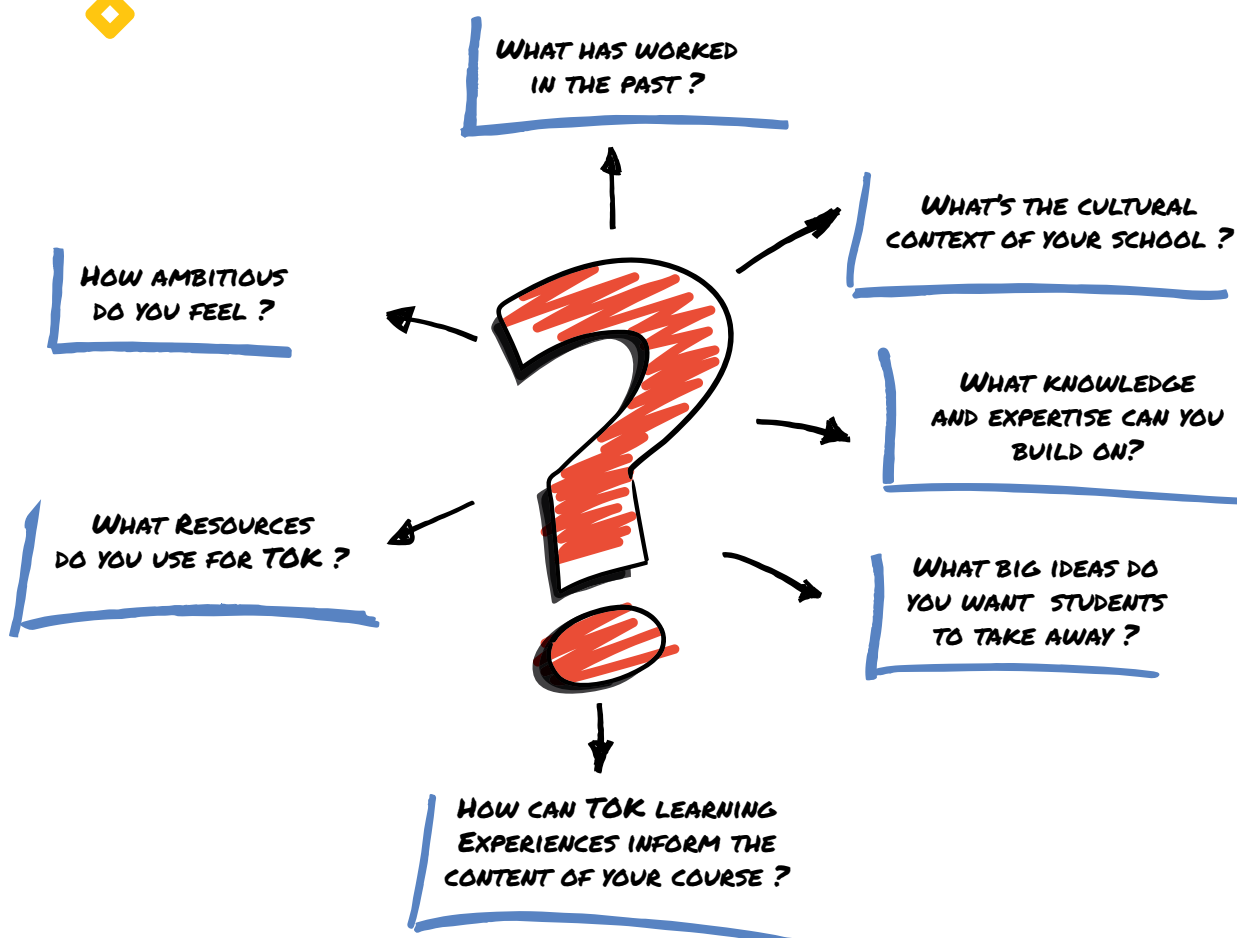 What has worked
in the past ?
What's the cultural
context of your school ?
How ambitious
do you feel ?
What knowledge
and expertise can you
build on?
What Resources
do you use for TOK ?
What big ideas do
you want students
to take away ?
How can TOK learning
Experiences inform the
content of your course ?